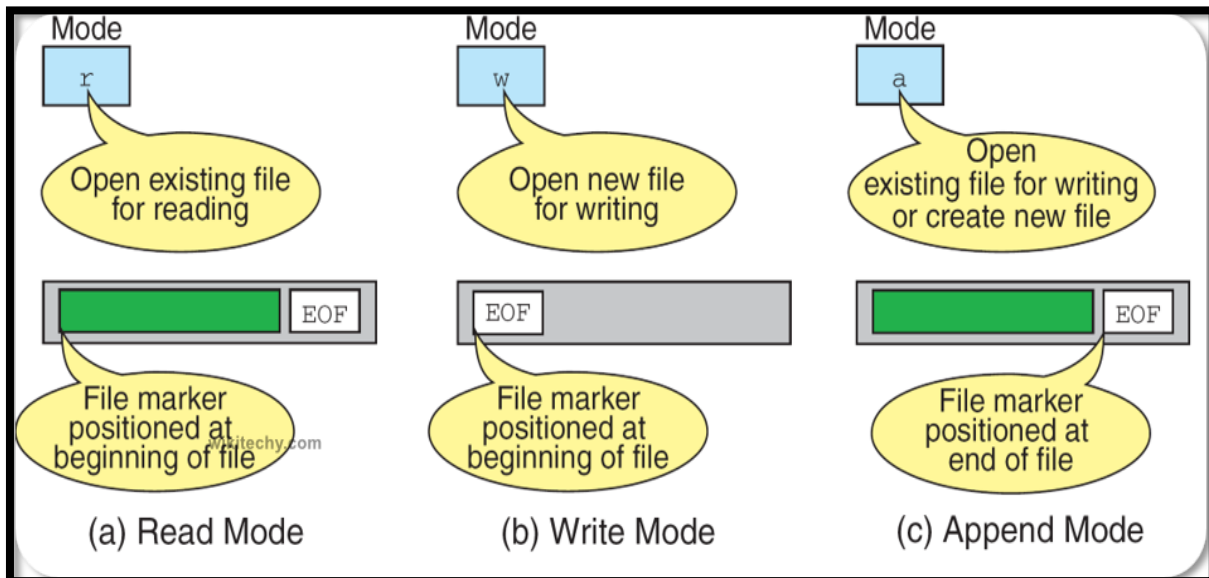 Mode
r
Open existing file
for reading
EOF
File marker
positioned at
beginning of file
wikitechy.com
(a) Read Mode
Mode
w
Open new file
for writing
EOF
File marker
positioned at
beginning of file
(b) Write Mode
Mode
a
Open
existing file for writing
or create new file
EOF
File marker
positioned at
end of file
(c) Append Mode